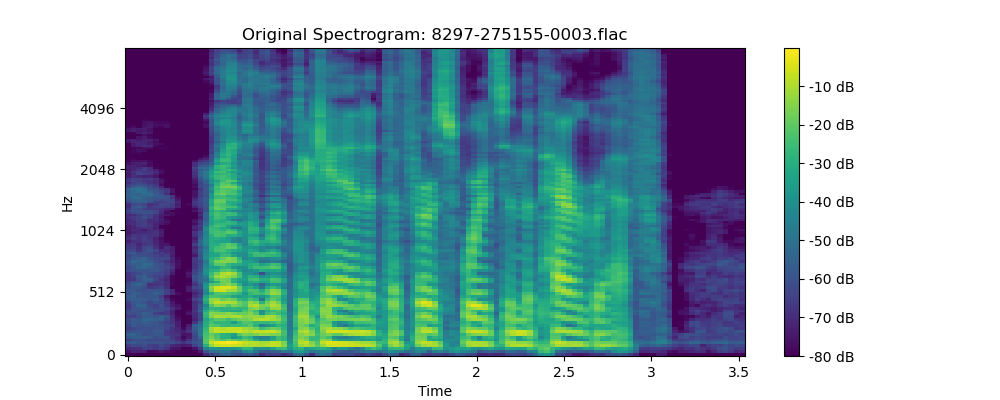 Original Spectrogram: 8297-275155-0003.flac
Hz
4096
2048
1024
512
0
0
0.5
1
1.5
2
2.5
3
3.5
Time
-10 dB
-20 dB
-30 dB
-40 dB
-50 dB
-60 dB
-70 dB
-80 dB